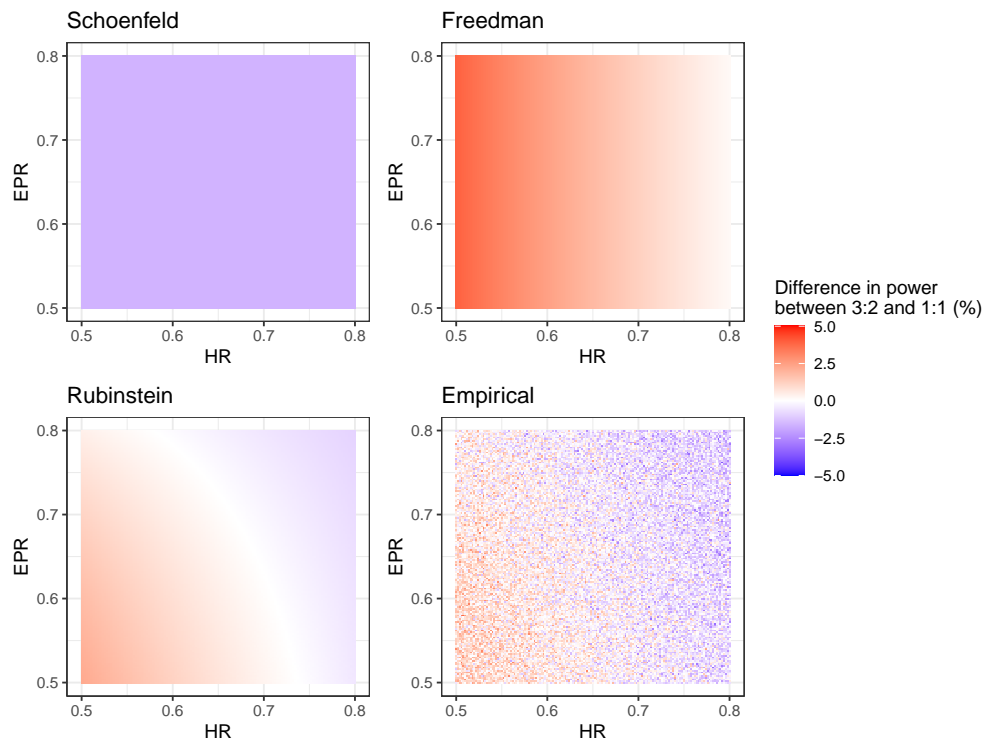 Schoenfeld
0.8
0.7
0.6
0.5
EPR
0.5 0.6 0.7 0.8
HR
Freedman
0.8
0.7
0.6
0.5
EPR
0.5 0.6 0.7 0.8
HR
Rubinstein
0.8
0.7
0.6
0.5
EPR
0.5 0.6 0.7 0.8
HR
Empirical
0.8
0.7
0.6
0.5
EPR
0.5 0.6 0.7 0.8
HR
Difference in power
between 3:2 and 1:1 (%)
5.0
2.5
0.0
−2.5
−5.0